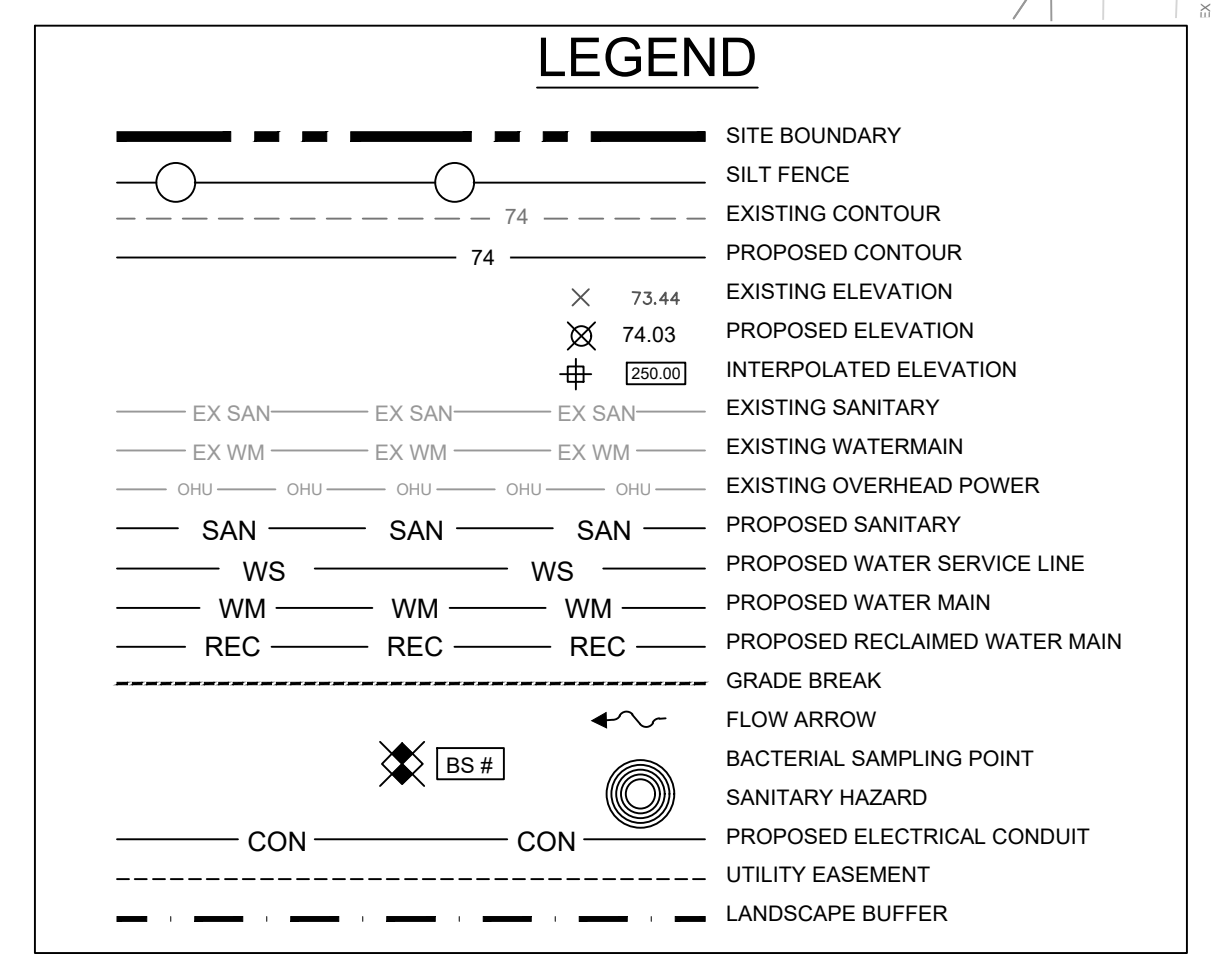 EX
LEGEND
SITE BOUNDARY
SILT FENCE
74 EXISTING CONTOUR
74 PROPOSED CONTOUR
73.44 EXISTING ELEVATION
74.03 PROPOSED ELEVATION
250.00 INTERPOLATED ELEVATION
EX SAN EX SAN EX SAN EXISTING SANITARY
EX WM EX WM EX WM EXISTING WATERMAIN
OHU OHU OHU OHU OHU EXISTING OVERHEAD POWER
SAN SAN SAN PROPOSED SANITARY
WS WS PROPOSED WATER SERVICE LINE
WM WM WM PROPOSED WATER MAIN
REC REC REC PROPOSED RECLAIMED WATER MAIN
GRADE BREAK
FLOW ARROW
BS # BACTERIAL SAMPLING POINT
SANITARY HAZARD
CON CON PROPOSED ELECTRICAL CONDUIT
UTILITY EASEMENT
LANDSCAPE BUFFER